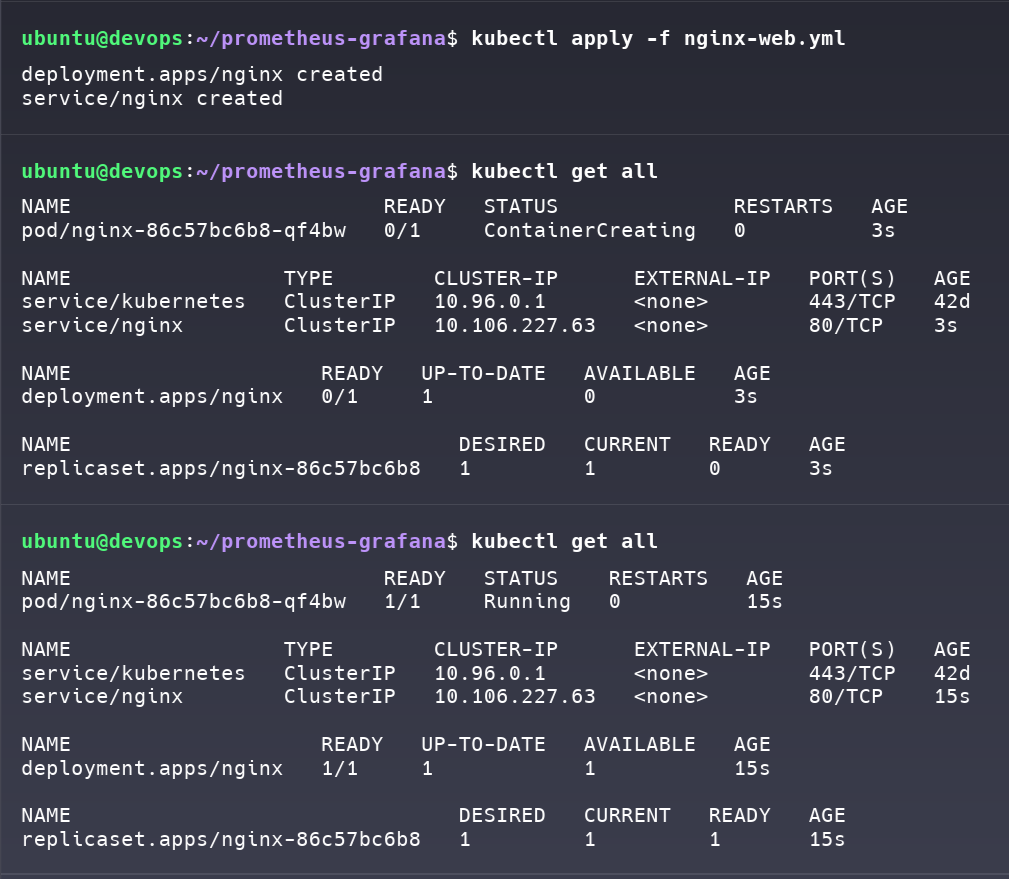 ubuntu@devops:~/prometheus-grafana$ kubectl apply -f nginx-web.yml
deployment.apps/nginx created
service/nginx created
ubuntu@devops:~/prometheus-grafana$ kubectl get all
NAME                         READY   STATUS              RESTARTS   AGE
pod/nginx-86c57bc6b8-qf4bw   0/1     ContainerCreating   0          3s
NAME                 TYPE        CLUSTER-IP      EXTERNAL-IP   PORT(S)   AGE
service/kubernetes   ClusterIP   10.96.0.1       <none>        443/TCP   42d
service/nginx        ClusterIP   10.106.227.63   <none>        80/TCP    3s
NAME                    READY   UP-TO-DATE   AVAILABLE   AGE
deployment.apps/nginx   0/1     1            0           3s
NAME                               DESIRED   CURRENT   READY   AGE
replicaset.apps/nginx-86c57bc6b8   1         1         0       3s
ubuntu@devops:~/prometheus-grafana$ kubectl get all
NAME                         READY   STATUS    RESTARTS   AGE
pod/nginx-86c57bc6b8-qf4bw   1/1     Running   0          15s
NAME                 TYPE        CLUSTER-IP      EXTERNAL-IP   PORT(S)   AGE
service/kubernetes   ClusterIP   10.96.0.1       <none>        443/TCP   42d
service/nginx        ClusterIP   10.106.227.63   <none>        80/TCP    15s
NAME                    READY   UP-TO-DATE   AVAILABLE   AGE
deployment.apps/nginx   1/1     1            1           15s
NAME                               DESIRED   CURRENT   READY   AGE
replicaset.apps/nginx-86c57bc6b8   1         1         1       15s